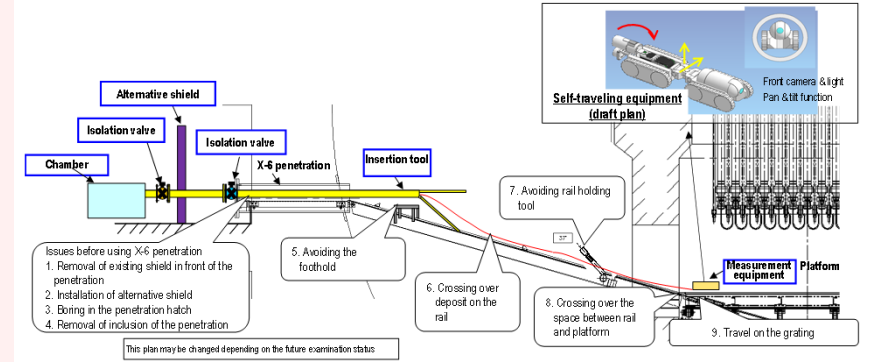 Alternative shield
Isolation valve
Isolation valve
Chamber
X-6 penetration
Insertion tool
Self-traveling equipment
(draft plan)
Front camera & light
Pan & tilt function
7. Avoiding rail holding
tool
5. Avoiding the
foothold
6. Crossing over
deposit on the
rail
8. Crossing over the
space between rail
and platform
Measurement
equipment
Platform
9. Travel on the grating
Issues before using X-6 penetration
1. Removal of existing shield in front of the
penetration
2. Installation of alternative shield
3. Boring in the penetration hatch
4. Removal of inclusion of the penetration
This plan may be changed depending on the future examination status